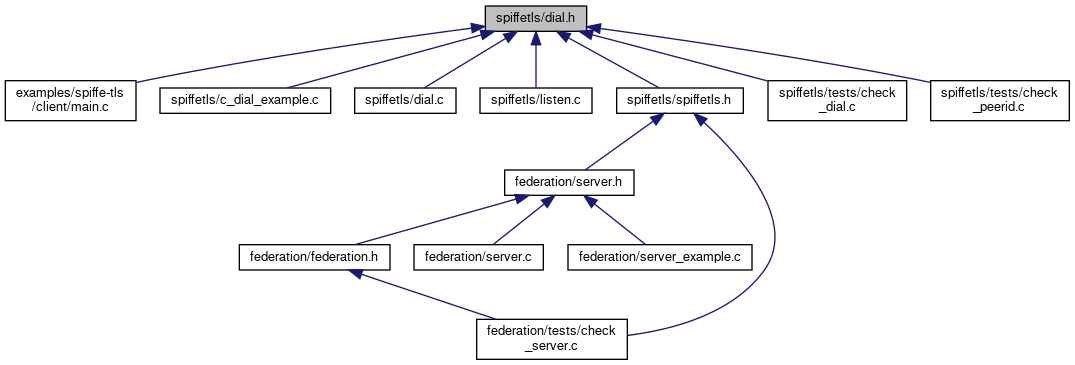 spiffetls/dial.h
examples/spiffe-tls
/client/main.c
spiffetls/c_dial_example.c
spiffetls/dial.c
spiffetls/listen.c
spiffetls/spiffetls.h
spiffetls/tests/check
_dial.c
spiffetls/tests/check
_peerid.c
federation/server.h
federation/federation.h
federation/server.c
federation/server_example.c
federation/tests/check
_server.c